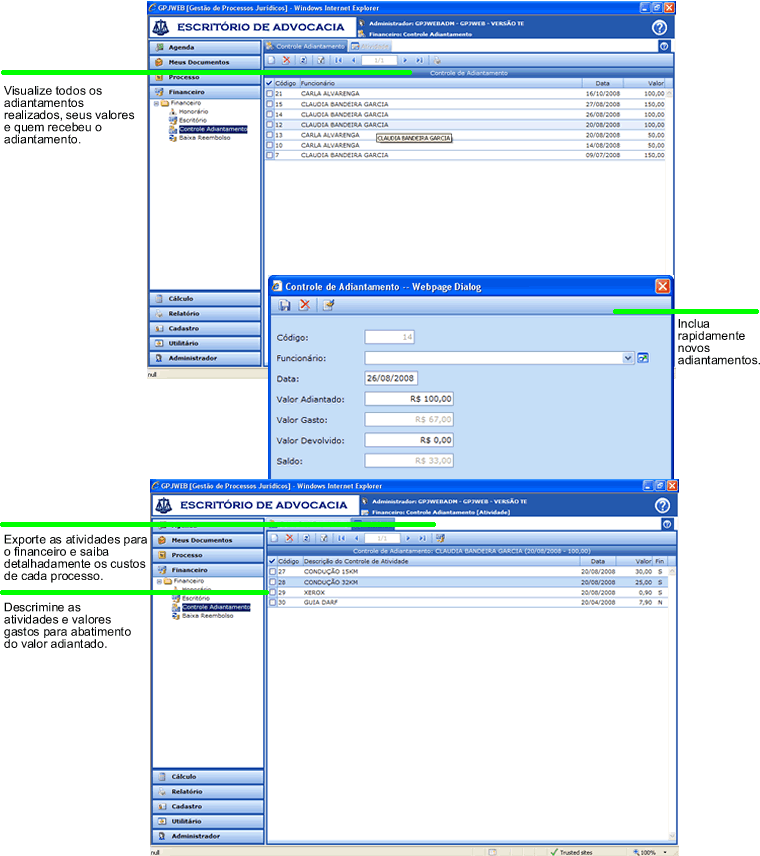 GPJWEB [Gestão de Processos Jurídicos] - Windows Internet Explorer
ESCRITÓRIO DE ADVOCACIA
Administrador: GPJWEBADM - GPJWEB - VERSÃO TE
Financeiro: Controle Adiantamento
Agenda
Meus Documentos
Processo
Financeiro
Financeiro
Honorário
Escritório
Controle Adiantamento
Baixa Reembolso
Cálculo
Relatório
Cadastro
Utilitário
Administrador
null
Controle Adiantamento
1/1
Controle de Adiantamento
Código Funcionário Data Valor
21 CARLA ALVARENGA 16/10/2008 100,00
15 CLAUDIA BANDEIRA GARCIA 27/08/2008 150,00
14 CLAUDIA BANDEIRA GARCIA 26/08/2008 100,00
12 CLAUDIA BANDEIRA GARCIA 20/08/2008 100,00
13 CARLA ALVARENGA 20/08/2008 50,00
CLAUDIA BANDEIRA GARCIA
10 CARLA ALVARENGA 14/08/2008 50,00
7 CLAUDIA BANDEIRA GARCIA 09/07/2008 150,00
Visualize todos os
adiantamentos
realizados, seus valores
e quem recebeu o
adiantamento.
Controle de Adiantamento -- Webpage Dialog
Código: 14
Funcionário:
Data: 26/08/2008
Valor Adiantado: R$ 100,00
Valor Gasto: R$ 67,00
Valor Devolvido: R$ 0,00
Saldo: R$ 33,00
Inclua
rapidamente
novos
adiantamentos.
GPJWEB [Gestão de Processos Jurídicos] - Windows Internet Explorer
ESCRITÓRIO DE ADVOCACIA
Administrador: GPJWEBADM - GPJWEB - VERSÃO TE
Financeiro: Controle Adiantamento [Atividade]
Meus Documentos
Processo
Financeiro
Financeiro
Escritório
Controle Adiantamento
Baixa Reembolso
Cálculo
Relatório
Cadastro
Utilitário
Administrador
1/1
Controle de Adiantamento: CLAUDIA BANDEIRA GARCIA (20/08/2008 - 100,00)
Código Descrição do Controle de Atividade Data Valor Fin
27 CONDUÇÃO 15KM 20/08/2008 30,00 S
28 CONDUÇÃO 32KM 20/08/2008 25,00 S
29 XEROX 20/08/2008 0,90 S
30 GUIA DARF 20/04/2008 7,90 N
Exporte as atividades para
o financeiro e saiba
detalhadamente os custos
de cada processo.
Descrimine as
atividades e valores
gastos para abatimento
do valor adiantado.
null
Trusted sites
100%